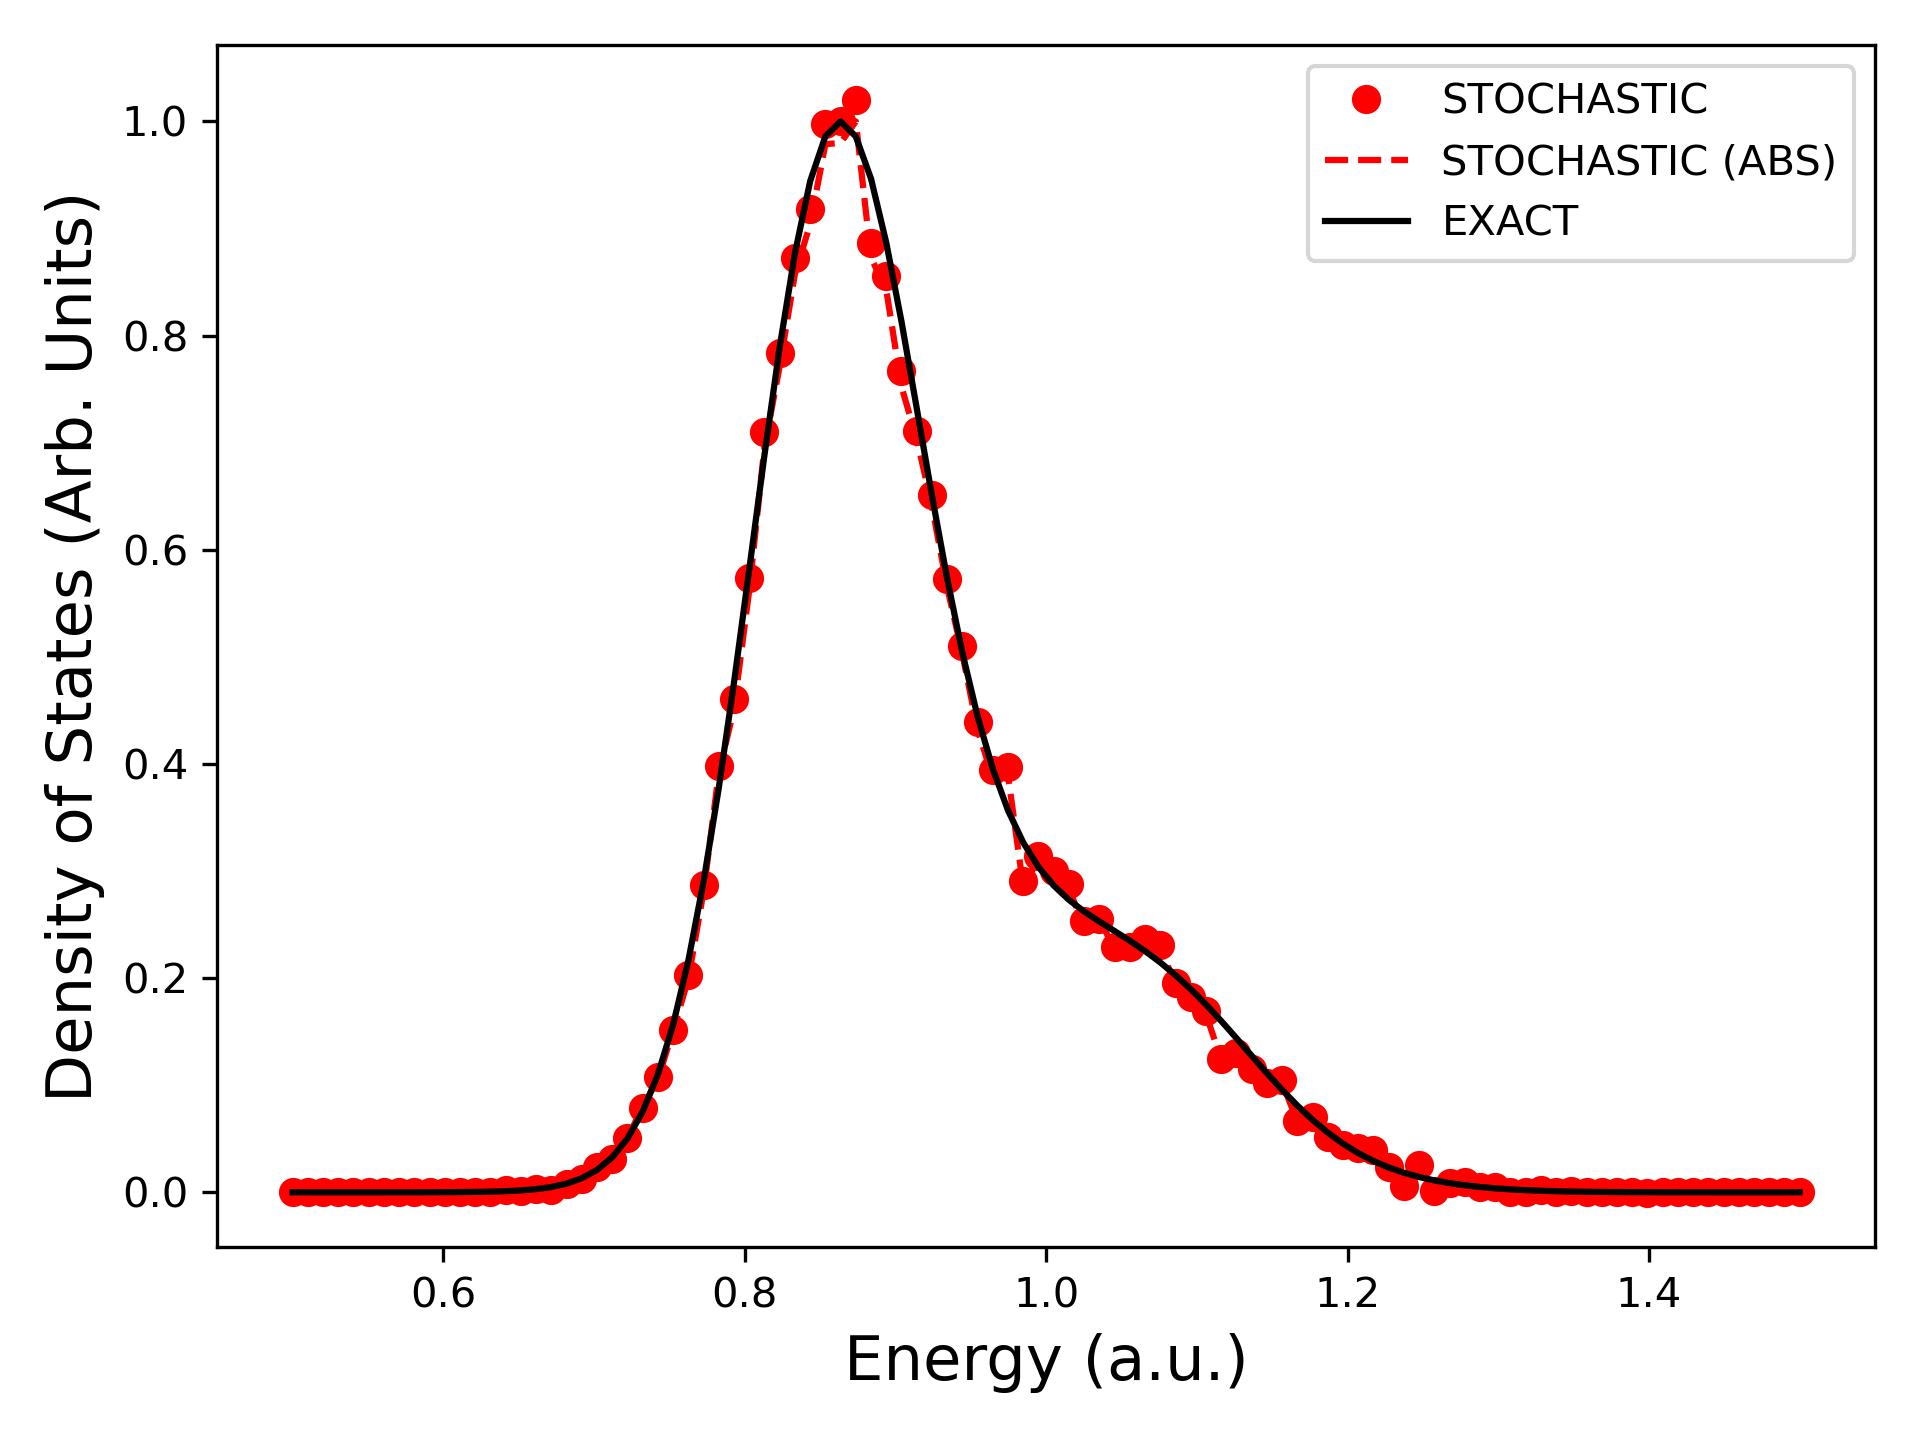 STOCHASTIC
STOCHASTIC (ABS)
EXACT
Density of States (Arb. Units)
1.0
0.8
0.6
0.4
0.2
0.0
0.6 0.8 1.0 1.2 1.4
Energy (a.u.)